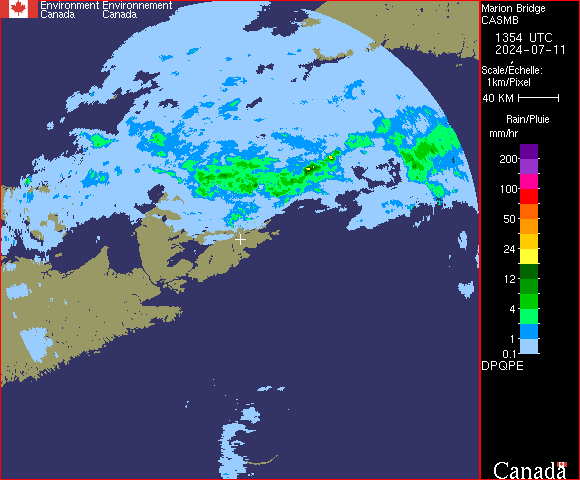 Environment Environnement
Canada Canada
Marion Bridge
CASMB
1354 UTC
2024-07-11
Scale/Échelle:
1km/Pixel
40 KM
Rain/Pluie
mm/hr
200
100
50
24
12
4
1
0.1
DPQPE
Canada